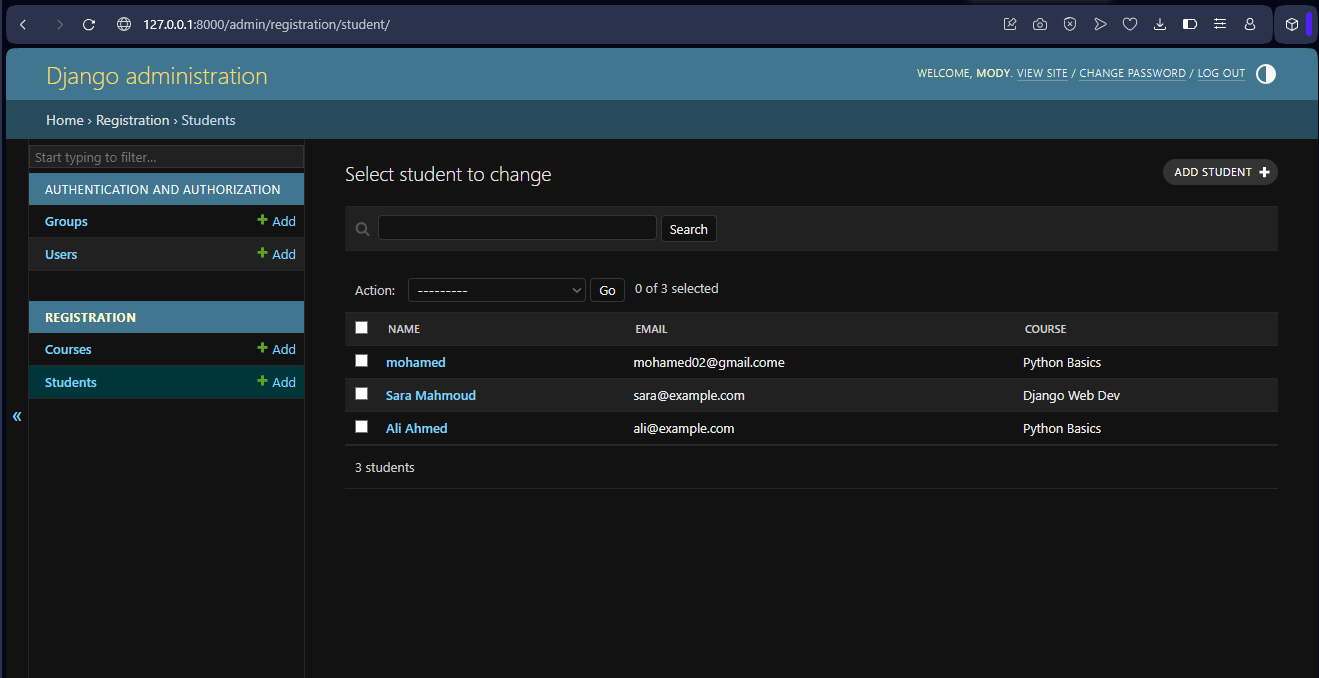 127.0.0.1:8000/admin/registration/student/
Django administration
WELCOME, MODY. VIEW SITE / CHANGE PASSWORD / LOG OUT
Home › Registration › Students
Start typing to filter...
AUTHENTICATION AND AUTHORIZATION
Groups + Add
Users + Add
REGISTRATION
Courses + Add
Students + Add
«
Select student to change
ADD STUDENT +
Search
Action: --------- Go 0 of 3 selected
NAME EMAIL COURSE
mohamed mohamed02@gmail.come Python Basics
Sara Mahmoud sara@example.com Django Web Dev
Ali Ahmed ali@example.com Python Basics
3 students